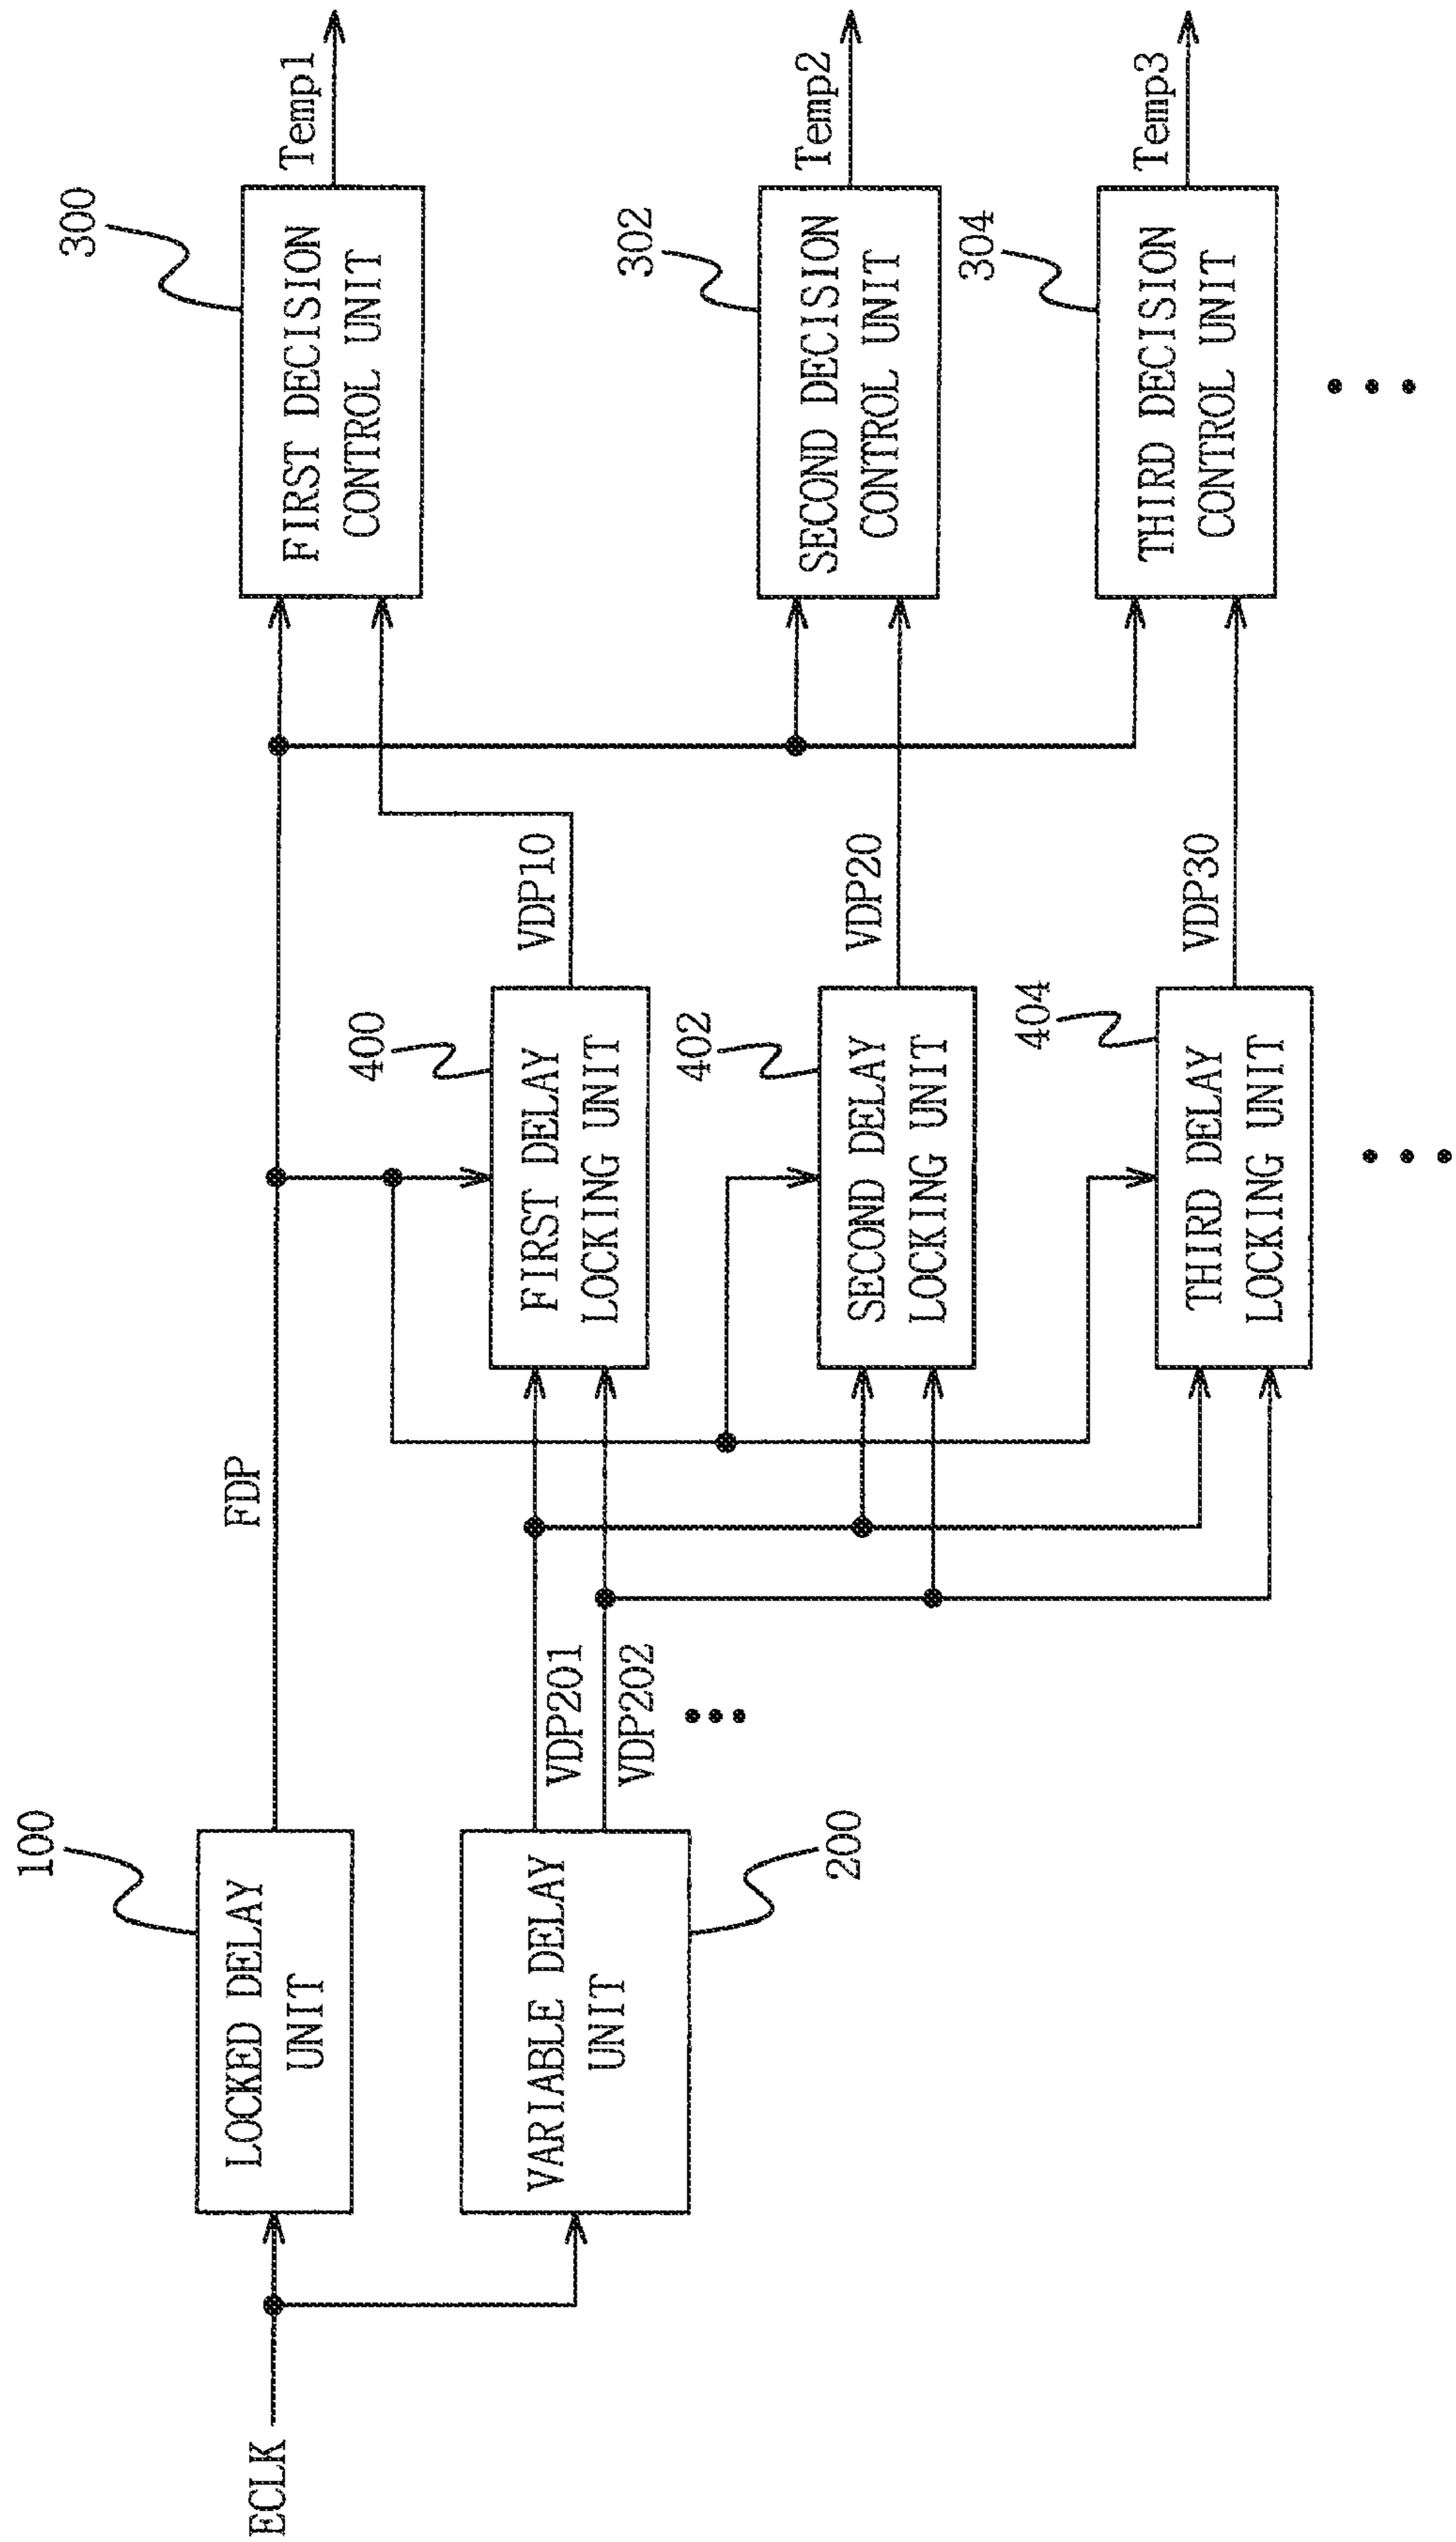 ECLK
100
LOCKED DELAY
UNIT
VARIABLE DELAY
UNIT
200
FDP
VDP201
VDP202
400
FIRST DELAY
LOCKING UNIT
VDP10
402
SECOND DELAY
LOCKING UNIT
VDP20
404
THIRD DELAY
LOCKING UNIT
VDP30
300
FIRST DECISION
CONTROL UNIT
Temp1
302
SECOND DECISION
CONTROL UNIT
Temp2
304
THIRD DECISION
CONTROL UNIT
Temp3